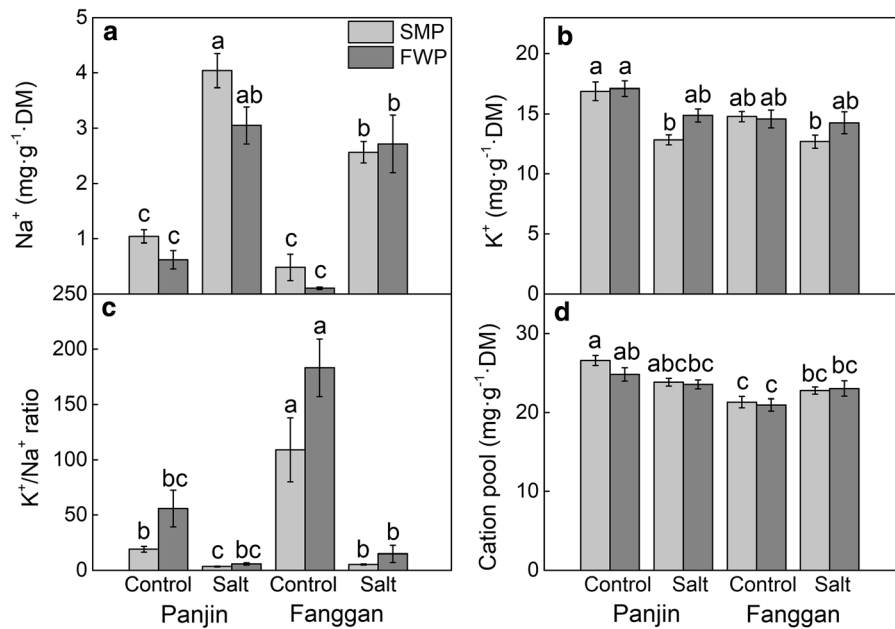 a
SMP
FWP
Na⁺ (mg·g⁻¹·DM)
5
4
3
2
1
c c a ab c c b b
b
K⁺ (mg·g⁻¹·DM)
20
15
10
5
0
a a b ab ab ab b ab
c
K⁺/Na⁺ ratio
250
200
150
100
50
0
b bc c bc a a b b
Control Salt Control Salt
Panjin Fanggan
d
Cation pool (mg·g⁻¹·DM)
30
20
10
0
a ab abc bc c c bc bc
Control Salt Control Salt
Panjin Fanggan